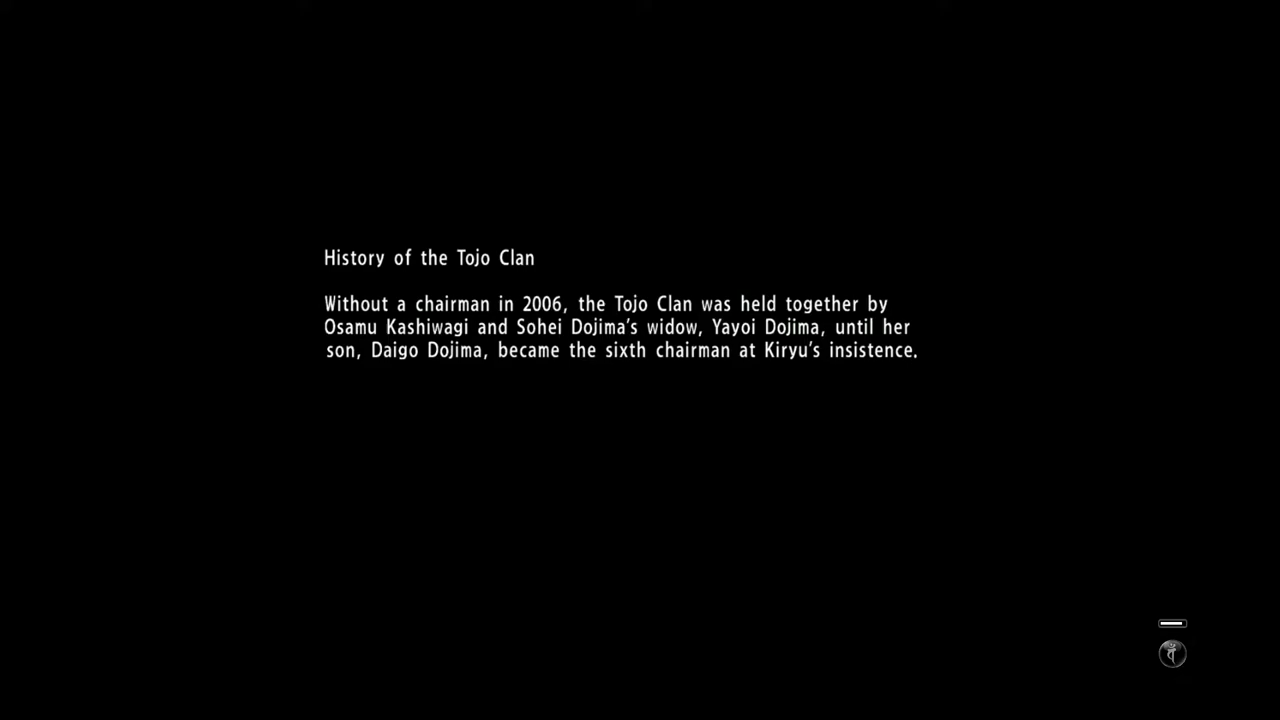 History of the Tojo Clan
Without a chairman in 2006, the Tojo Clan was held together by
Osamu Kashiwagi and Sohei Dojima's widow, Yayoi Dojima, until her
son, Daigo Dojima, became the sixth chairman at Kiryu's insistence.